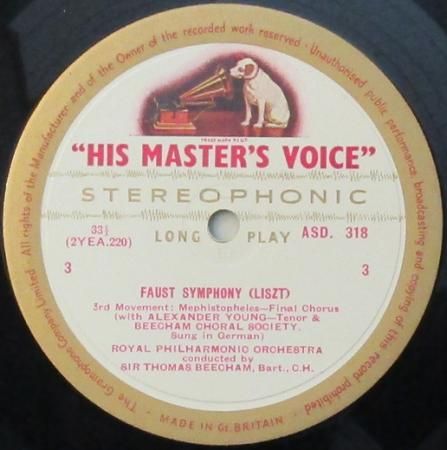 All rights of the Manufacturer and of the Owner of the recorded work reserved · Unauthorised public performance, broadcasting and copying of this record prohibited.
TRADE MARK
"HIS MASTER'S VOICE"
STEREOPHONIC
33⅓
(2YEA.220)
LONG PLAY
ASD. 318
3
3
FAUST SYMPHONY (LISZT)
3rd Movement: Mephistopheles—Final Chorus
(with ALEXANDER YOUNG—Tenor &
BEECHAM CHORAL SOCIETY.
Sung in German)
ROYAL PHILHARMONIC ORCHESTRA
conducted by
SIR THOMAS BEECHAM, Bart., C.H.
The Gramophone Company Limited -
MADE IN GT. BRITAIN ·